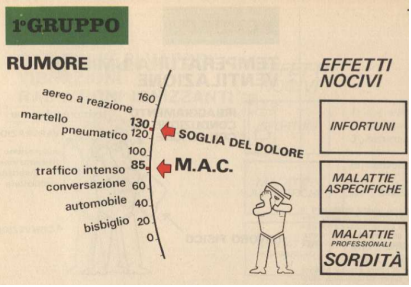 1°GRUPPO
RUMORE
aereo a reazione 160
martello 130
pneumatico 120
SOGLIA DEL DOLORE
100
traffico intenso 85
M.A.C.
conversazione 60
automobile 40
bisbiglio 20
0
EFFETTI
NOCIVI
INFORTUNI
MALATTIE
ASPECIFICHE
MALATTIE
PROFESSIONALI
SORDITÀ